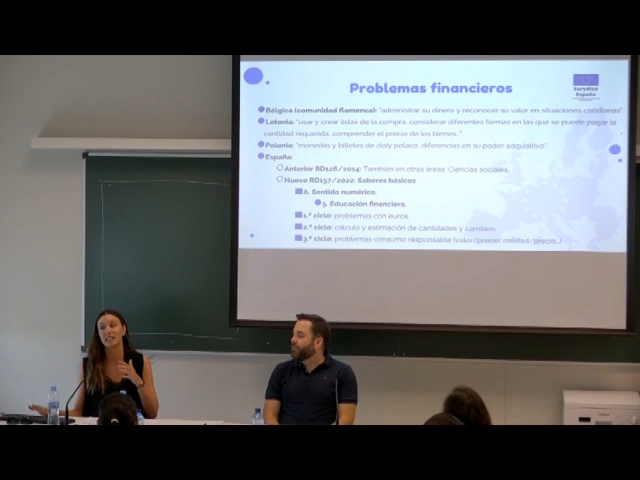 Problemas financieros
Eurydice
España
Bélgica (comunidad flamenca): "administrar su dinero y reconocer su valor en situaciones cotidianas".
Letonia: "usar y crear listas de la compra, considerar diferentes formas en las que se puede pagar la
cantidad requerida, comprender el precio de los bienes.."
Polonia: "monedas y billetes de zloty polaco, diferencias en su poder adquisitivo".
España:
Anterior RD126/2014: También en otras áreas: Ciencias sociales.
Nuevo RD157/2022: Saberes básicos
A. Sentido numérico.
5. Educación financiera.
1.º ciclo: problemas con euros.
2.º ciclo: cálculo y estimación de cantidades y cambios.
3.º ciclo: problemas consumo responsable (valor/precio, calidad/precio...)